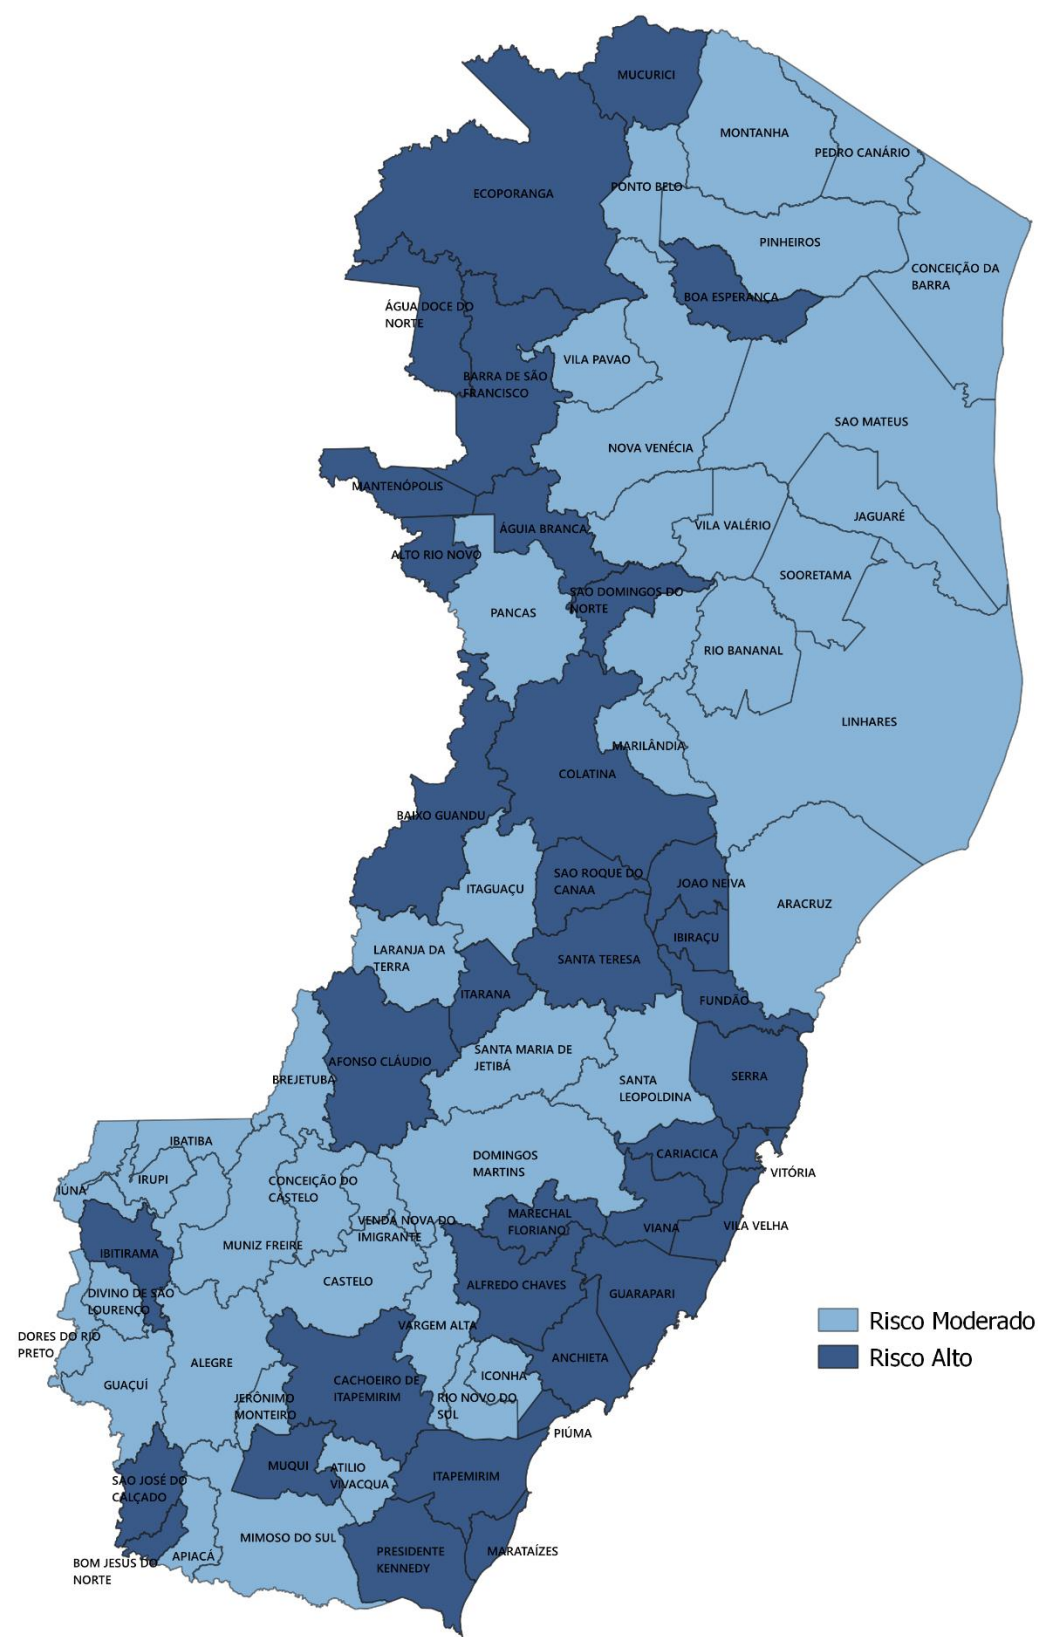 MUCURICI
MONTANHA
PEDRO CANÁRIO
PONTO BELO
ECOPORANGA
PINHEIROS
CONCEIÇÃO DA
BARRA
BOA ESPERANÇA
ÁGUA DOCE DO
NORTE
VILA PAVAO
BARRA DE SÃO
FRANCISCO
SAO MATEUS
NOVA VENÉCIA
MANTENÓPOLIS
JAGUARÉ
VILA VALÉRIO
ÁGUIA BRANCA
ALTO RIO NOVO
SOORETAMA
SAO DOMINGOS DO
NORTE
PANCAS
RIO BANANAL
LINHARES
MARILÂNDIA
COLATINA
BAIXO GUANDU
SAO ROQUE DO
CANAA
JOAO NEIVA
ITAGUAÇU
ARACRUZ
IBIRAÇU
LARANJA DA
TERRA
SANTA TERESA
ITARANA
FUNDÃO
SANTA MARIA DE
JETIBÁ
AFONSO CLÁUDIO
BREJETUBA
SANTA
LEOPOLDINA
SERRA
IBATIBA
DOMINGOS
MARTINS
CARIACICA
VITÓRIA
IRUPI
IÚNA
CONCEIÇÃO DO
CASTELO
MARECHAL
FLORIANO
VENDA NOVA DO
IMIGRANTE
VIANA
VILA VELHA
MUNIZ FREIRE
IBITIRAMA
CASTELO
ALFREDO CHAVES
GUARAPARI
DIVINO DE SÃO
LOURENÇO
VARGEM ALTA
Risco Moderado
DORES DO RIO
PRETO
ALEGRE
ANCHIETA
Risco Alto
GUAÇUÍ
CACHOEIRO DE
ITAPEMIRIM
ICONHA
JERÔNIMO
MONTEIRO
RIO NOVO DO
SUL
PIÚMA
MUQUI
ATILIO
VIVACQUA
ITAPEMIRIM
SAO JOSÉ DO
CALÇADO
MIMOSO DO SUL
APIACÁ
BOM JESUS DO
NORTE
PRESIDENTE
KENNEDY
MARATAÍZES